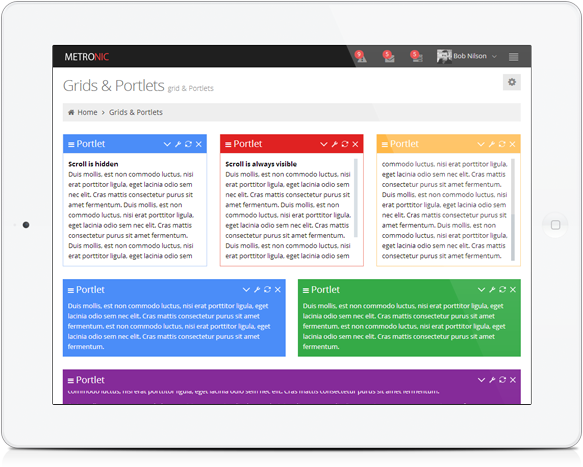 METRONIC
Bob Nilson
Grids & Portlets grid & Portlets
Home > Grids & Portlets
Portlet
Scroll is hidden
Duis mollis, est non commodo luctus, nisi
erat porttitor ligula, eget lacinia odio sem
nec elit. Cras mattis consectetur purus sit
amet fermentum. Duis mollis, est non
commodo luctus, nisi erat porttitor ligula,
eget lacinia odio sem nec elit. Cras mattis
consectetur purus sit amet fermentum.
Duis mollis, est non commodo luctus, nisi
erat porttitor ligula, eget lacinia odio sem
Portlet
Scroll is always visible
Duis mollis, est non commodo luctus, nisi
erat porttitor ligula, eget lacinia odio sem
nec elit. Cras mattis consectetur purus sit
amet fermentum. Duis mollis, est non
commodo luctus, nisi erat porttitor ligula,
eget lacinia odio sem nec elit. Cras mattis
consectetur purus sit amet fermentum.
Duis mollis, est non commodo luctus, nisi
erat porttitor ligula, eget lacinia odio sem
Portlet
commodo luctus, nisi erat porttitor ligula,
eget lacinia odio sem nec elit. Cras mattis
consectetur purus sit amet fermentum.
Duis mollis, est non commodo luctus, nisi
erat porttitor ligula, eget lacinia odio sem
nec elit. Cras mattis consectetur purus sit
amet fermentum. Duis mollis, est non
commodo luctus, nisi erat porttitor ligula,
eget lacinia odio sem nec elit. Cras mattis
consectetur purus sit amet fermentum.
Portlet
Duis mollis, est non commodo luctus, nisi erat porttitor ligula, eget
lacinia odio sem nec elit. Cras mattis consectetur purus sit amet
fermentum. est non commodo luctus, nisi erat porttitor ligula, eget
lacinia odio sem nec elit. Cras mattis consectetur purus sit amet
fermentum.
Portlet
Duis mollis, est non commodo luctus, nisi erat porttitor ligula, eget
lacinia odio sem nec elit. Cras mattis consectetur purus sit amet
fermentum. est non commodo luctus, nisi erat porttitor ligula, eget
lacinia odio sem nec elit. Cras mattis consectetur purus sit amet
fermentum.
Portlet
commodo luctus, nisi erat porttitor ligula, eget lacinia odio sem nec elit. Cras mattis consectetur purus sit amet fermentum.